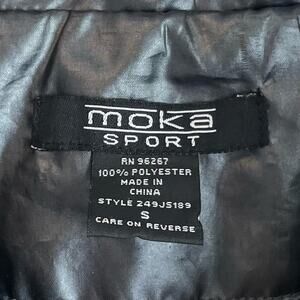 moka
SPORT
RN 96267
100% POLYESTER
MADE IN
CHINA
STYLE 249JS189
S
CARE ON REVERSE